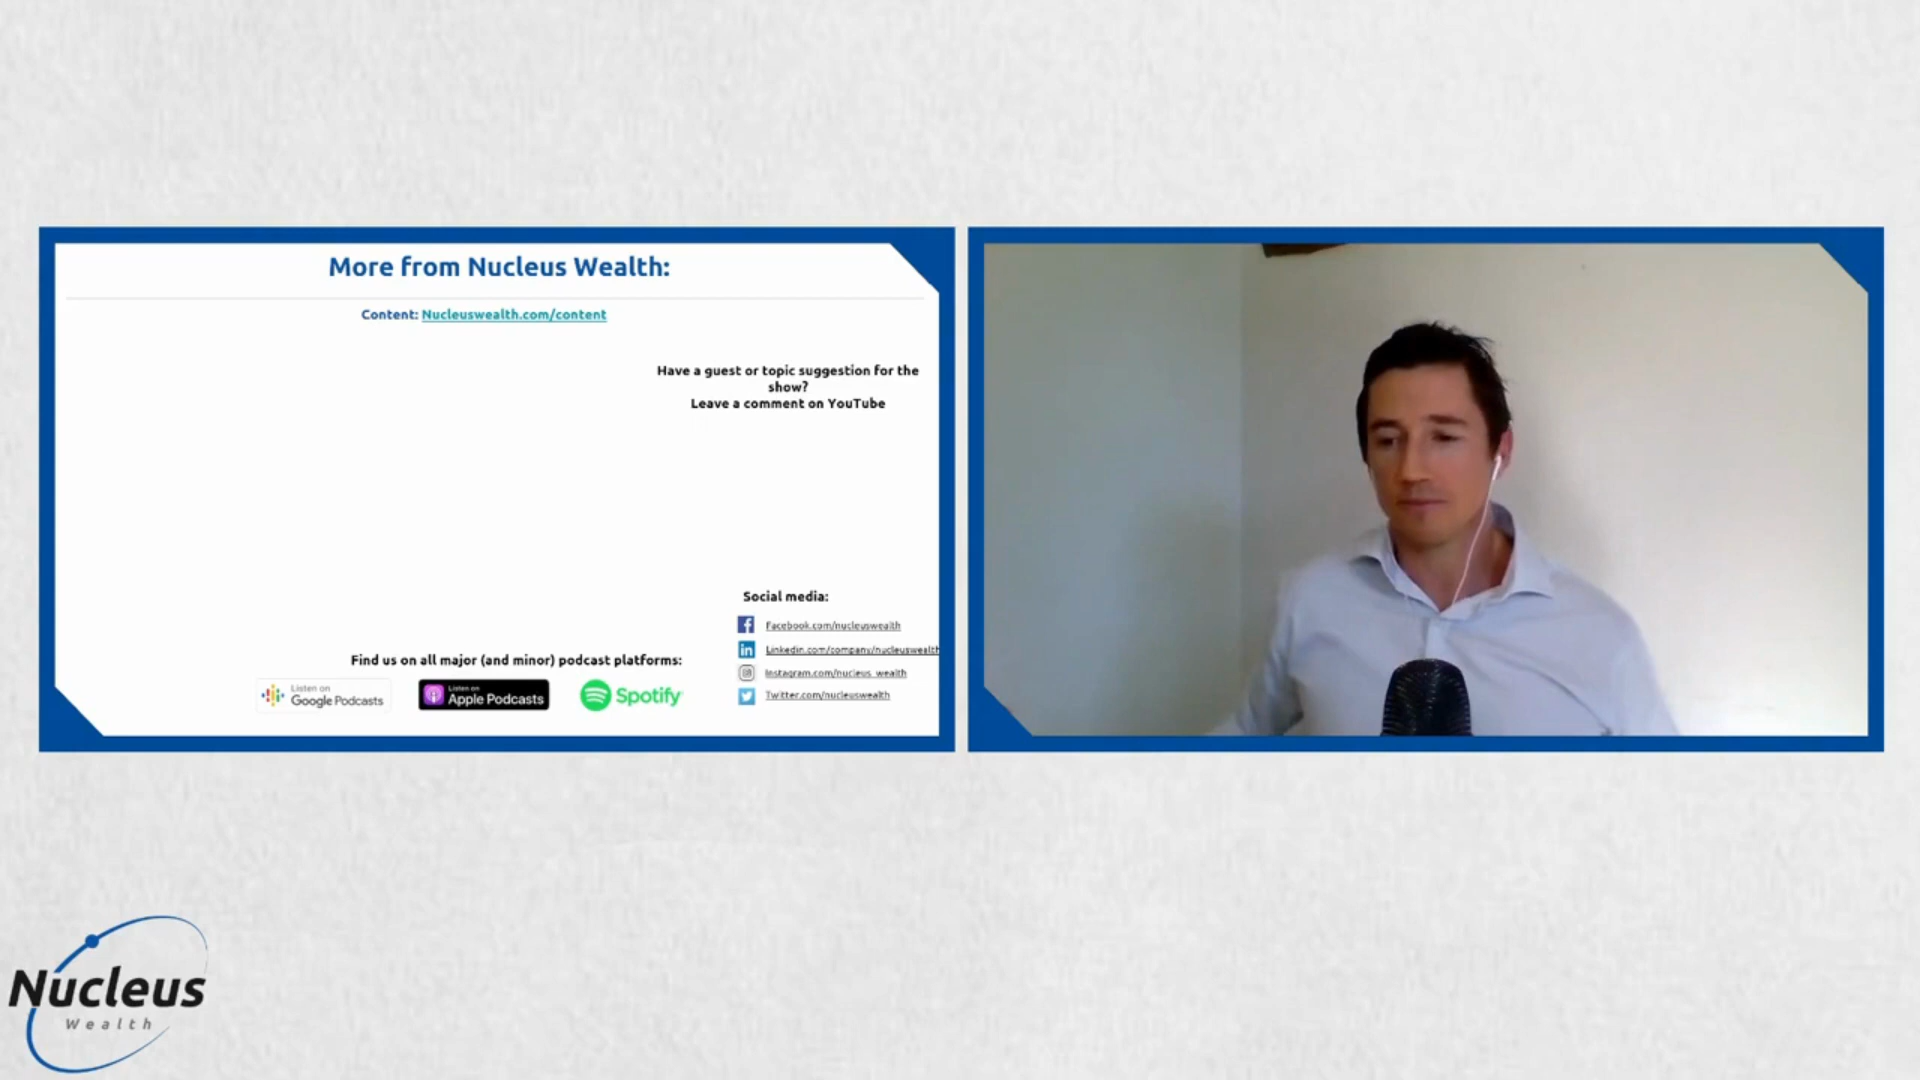 More from Nucleus Wealth:
Content: Nucleuswealth.com/content
Have a guest or topic suggestion for the
show?
Leave a comment on YouTube
Social media:
Facebook.com/nucleuswealth
Linkedin.com/company/nucleuswealth
Instagram.com/nucleus_wealth
Twitter.com/nucleuswealth
Find us on all major (and minor) podcast platforms:
Listen on
Google Podcasts
Listen on
Apple Podcasts
Spotify
Nucleus
Wealth